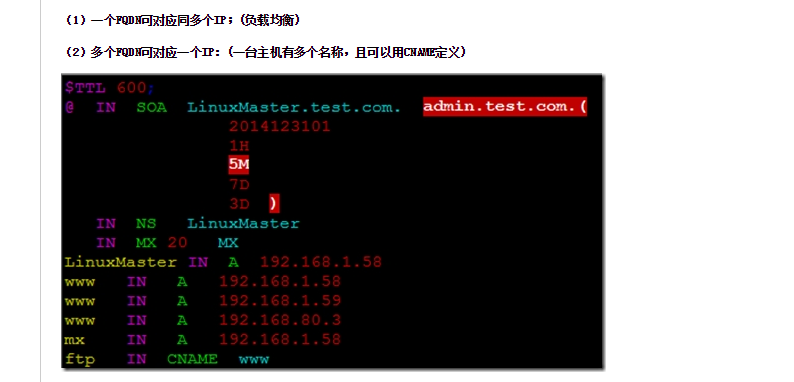 (1) 一个FQDN可对应同多个IP；(负载均衡)
(2) 多个FQDN可对应一个IP: (一台主机有多个名称，且可以用CNAME定义)
$TTL 600;
@ IN SOA LinuxMaster.test.com. admin.test.com.(
2014123101
1H
5M
7D
3D )
IN NS LinuxMaster
IN MX 20 MX
LinuxMaster IN A 192.168.1.58
www IN A 192.168.1.58
www IN A 192.168.1.59
www IN A 192.168.80.3
mx IN A 192.168.1.58
ftp IN CNAME www